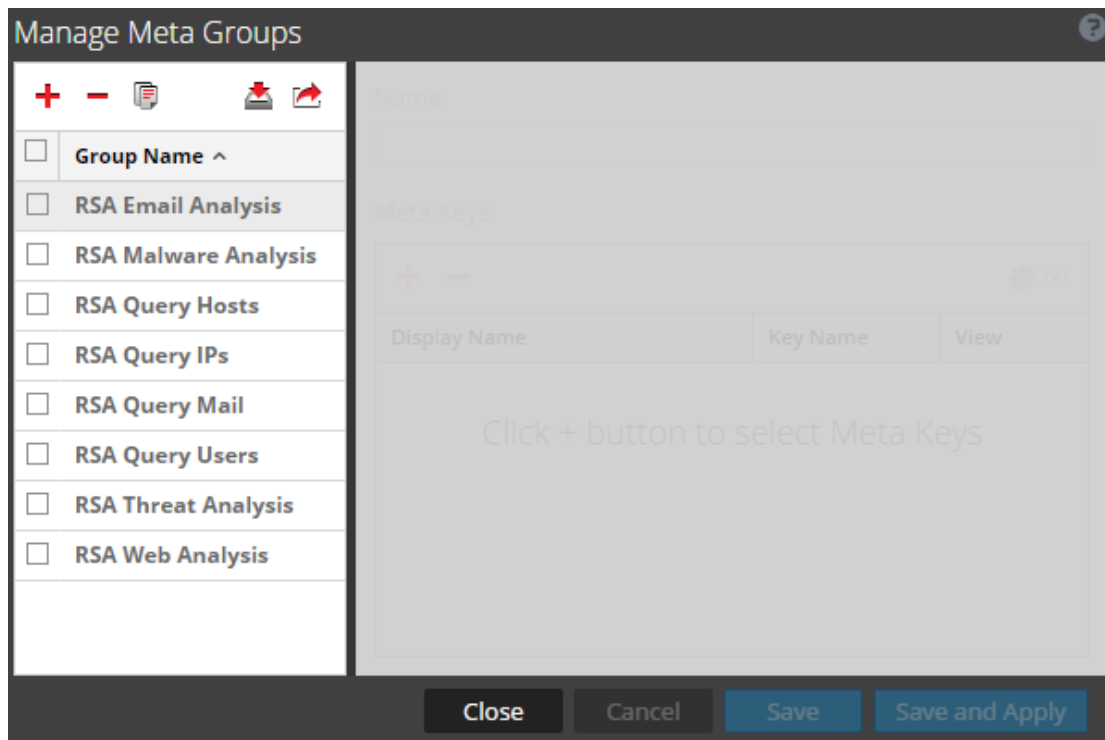 Manage Meta Groups
?
Name
Group Name
RSA Email Analysis
RSA Malware Analysis
RSA Query Hosts
RSA Query IPs
RSA Query Mail
RSA Query Users
RSA Threat Analysis
RSA Web Analysis
Meta Keys
Display Name Key Name View
Click + button to select Meta Keys
Close Cancel Save Save and Apply